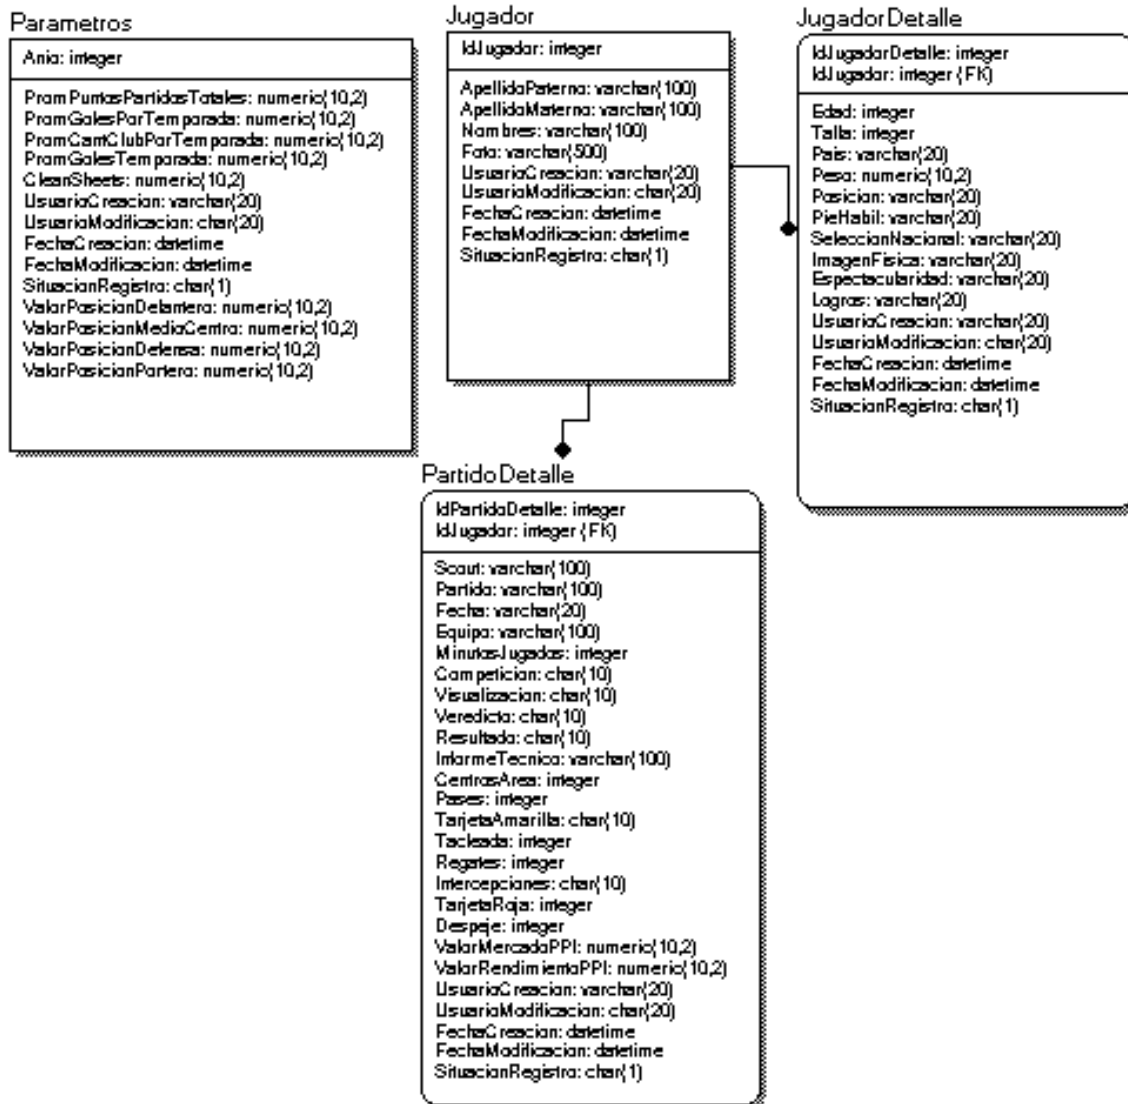 Parametros
Anio: integer
PromPuntosPartidosTotales: numeric(10,2)
PromGolesPorTemporada: numeric(10,2)
PromCantClubPorTemporada: numeric(10,2)
PromGolesTemporada: numeric(10,2)
CleanSheets: numeric(10,2)
UsuarioCreacion: varchar(20)
UsuarioModificacion: char(20)
FechaCreacion: datetime
FechaModificacion: datetime
SituacionRegistro: char(1)
ValorPosicionDelantero: numeric(10,2)
ValorPosicionMedioCentro: numeric(10,2)
ValorPosicionDefensa: numeric(10,2)
ValorPosicionPortero: numeric(10,2)
Jugador
IdJugador: integer
ApellidoPaterno: varchar(100)
ApellidoMaterno: varchar(100)
Nombres: varchar(100)
Foto: varchar(500)
UsuarioCreacion: varchar(20)
UsuarioModificacion: char(20)
FechaCreacion: datetime
FechaModificacion: datetime
SituacionRegistro: char(1)
JugadorDetalle
IdJugadorDetalle: integer
IdJugador: integer (FK)
Edad: integer
Talla: integer
Pais: varchar(20)
Peso: numeric(10,2)
Posicion: varchar(20)
PieHabil: varchar(20)
SeleccionNacional: varchar(20)
ImagenFisica: varchar(20)
Espectacularidad: varchar(20)
Logros: varchar(20)
UsuarioCreacion: varchar(20)
UsuarioModificacion: char(20)
FechaCreacion: datetime
FechaModificacion: datetime
SituacionRegistro: char(1)
PartidoDetalle
IdPartidoDetalle: integer
IdJugador: integer (FK)
Scout: varchar(100)
Partido: varchar(100)
Fecha: varchar(20)
Equipo: varchar(100)
MinutosJugados: integer
Competicion: char(10)
Visualizacion: char(10)
Veredicto: char(10)
Resultado: char(10)
InformeTecnico: varchar(100)
CentrosArea: integer
Pases: integer
TarjetaAmarilla: char(10)
Tacleada: integer
Regates: integer
Intercepciones: char(10)
TarjetaRoja: integer
Despeje: integer
ValorMercadoPPI: numeric(10,2)
ValorRendimientoPPI: numeric(10,2)
UsuarioCreacion: varchar(20)
UsuarioModificacion: char(20)
FechaCreacion: datetime
FechaModificacion: datetime
SituacionRegistro: char(1)